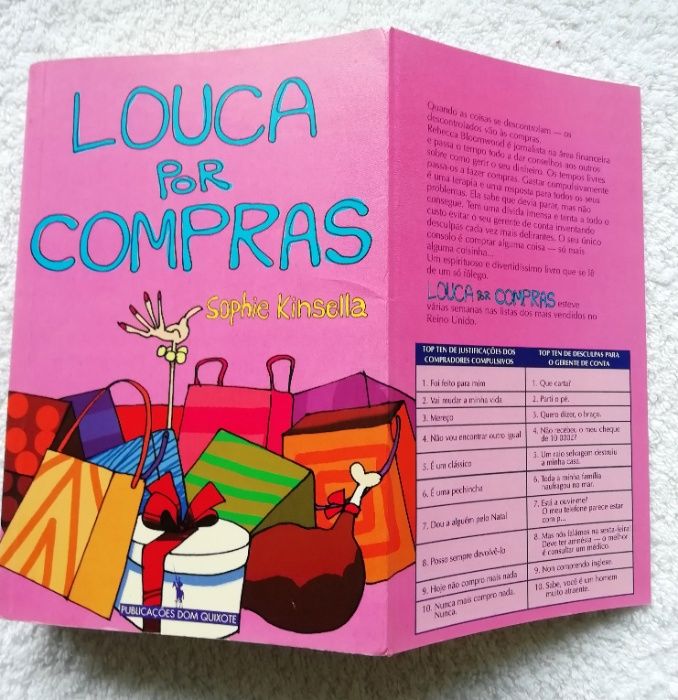 LOUCA
POR
COMPRAS
Sophie Kinsella
PUBLICAÇÕES DOM QUIXOTE
Quando as coisas se descontrolam — os
descontrolados vão às compras.
Rebecca Bloomwood é jornalista na área financeira
e passa o tempo todo a dar conselhos aos outros
sobre como gerir o seu dinheiro. Os tempos livres
passa-os a fazer compras. Gastar compulsivamente
é uma terapia e uma resposta para todos os seus
problemas. Ela sabe que devia parar, mas não
consegue. Tem uma dívida imensa e tenta a todo o
custo evitar o seu gerente de conta inventando
desculpas cada vez mais delirantes. O seu único
consolo é comprar alguma coisa — só mais
alguma coisinha...
Um espirituoso e divertidíssimo livro que se lê
de um só fôlego.
LOUCA POR COMPRAS esteve
várias semanas nas listas dos mais vendidos no
Reino Unido.
TOP TEN DE JUSTIFICAÇÕES DOS
COMPRADORES COMPULSIVOS
1. Foi feito para mim
2. Vai mudar a minha vida
3. Mereço
4. Não vou encontrar outro igual
5. É um clássico
6. É uma pechincha
7. Dou a alguém pelo Natal
8. Posso sempre devolvê-lo
9. Hoje não compro mais nada
10. Nunca mais compro nada.
Nunca.
TOP TEN DE DESCULPAS PARA
O GERENTE DE CONTA
1. Que carta?
2. Parti o pé.
3. Quero dizer, o braço.
4. Não recebeu o meu cheque
de
5. Um raio selvagem destruiu
a minha casa.
6. Toda a minha família
naufragou no mar.
7. Está a ouvir-me?
O meu telefone parece estar
com p...
8. Mas nós falámos na sexta-feira
Deve ter amnésia — o melhor
é consultar um médico.
9. Non comprendo inglese.
10. Sabe, você é um homem
muito atraente.